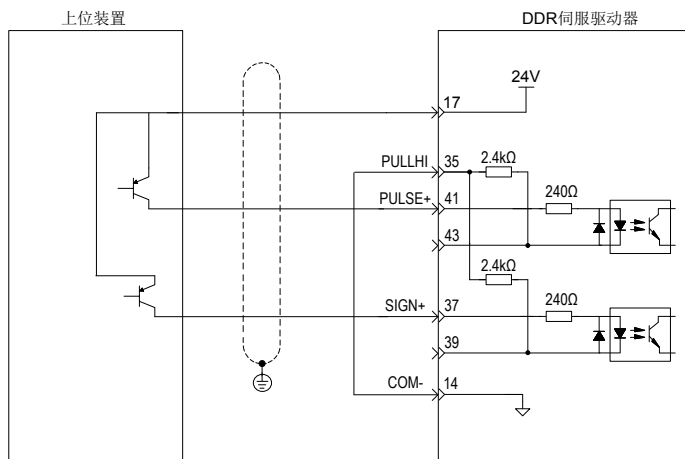 上位装置
DDR伺服驱动器
24V
17
PULLHI 35 2.4kΩ
PULSE+ 41 240Ω
43
2.4kΩ
SIGN+ 37 240Ω
39
COM- 14